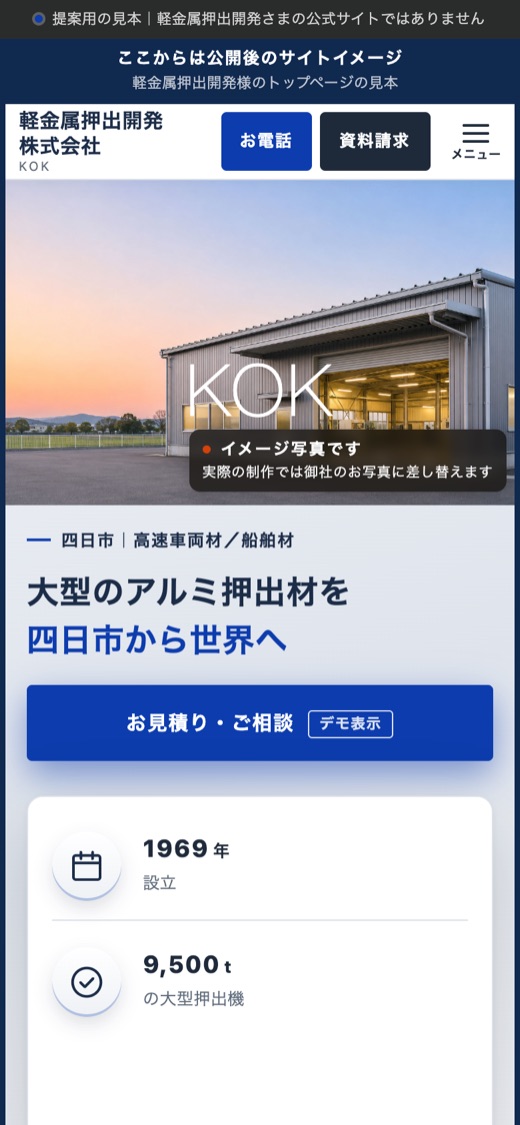 提案用の見本｜軽金属押出開発さまの公式サイトではありません
ここからは公開後のサイトイメージ
軽金属押出開発様のトップページの見本
軽金属押出開発
株式会社
KOK
お電話
資料請求
メニュー
KOK
イメージ写真です
実際の制作では御社のお写真に差し替えます
四日市｜高速車両材／船舶材
大型のアルミ押出材を
四日市から世界へ
お見積り・ご相談 デモ表示
1969 年
設立
9,500 t
の大型押出機